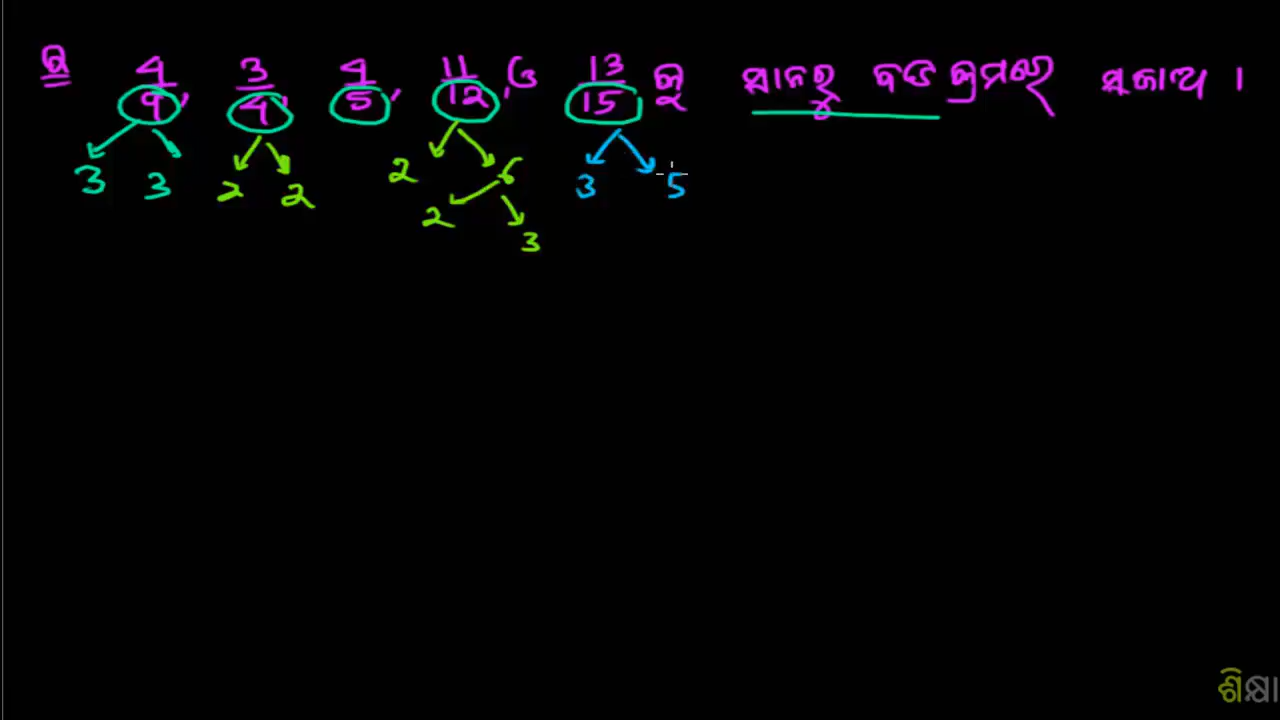 ପ୍ର 4/9, 3/4, 4/5, 11/12, ଓ 13/15 କୁ ସାନରୁ ବଡ କ୍ରମରେ ସଜାଅ ।
3 3 2 2 2 6 3 5
2 3
ଶିକ୍ଷା